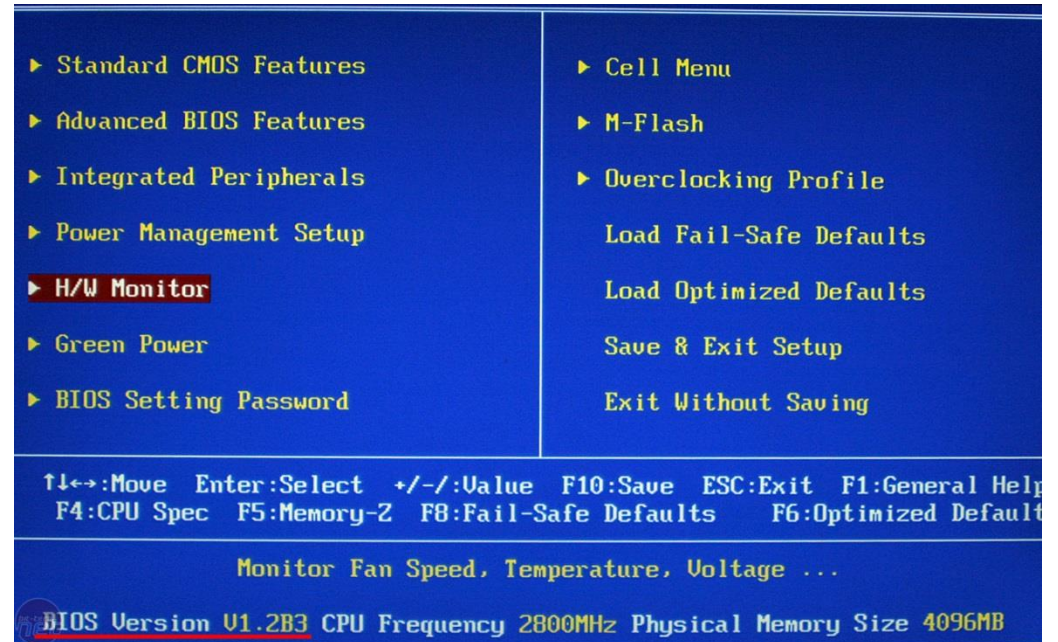 Standard CMOS Features
Advanced BIOS Features
Integrated Peripherals
Power Management Setup
H/W Monitor
Green Power
BIOS Setting Password
Cell Menu
M-Flash
Overclocking Profile
Load Fail-Safe Defaults
Load Optimized Defaults
Save & Exit Setup
Exit Without Saving
↑↓←→:Move Enter:Select +/-/:Value F10:Save ESC:Exit F1:General Help
F4:CPU Spec F5:Memory-Z F8:Fail-Safe Defaults F6:Optimized Default
Monitor Fan Speed, Temperature, Voltage ...
BIOS Version V1.2B3 CPU Frequency 2800MHz Physical Memory Size 4096MB